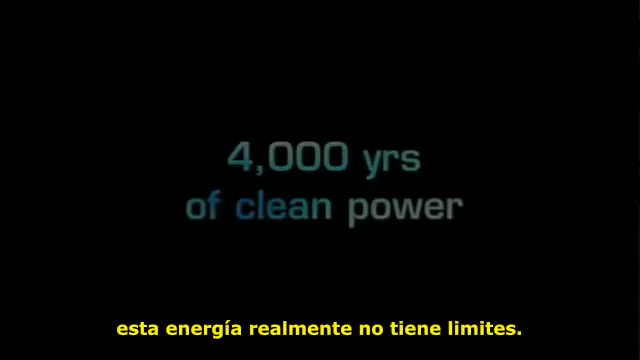 4,000 yrs
of clean power
esta energía realmente no tiene limites.